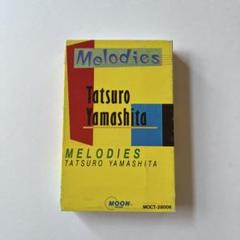 Melodies
Tatsuro
Yamashita
MELODIES
TATSURO YAMASHITA
MOON
MOCT-28006